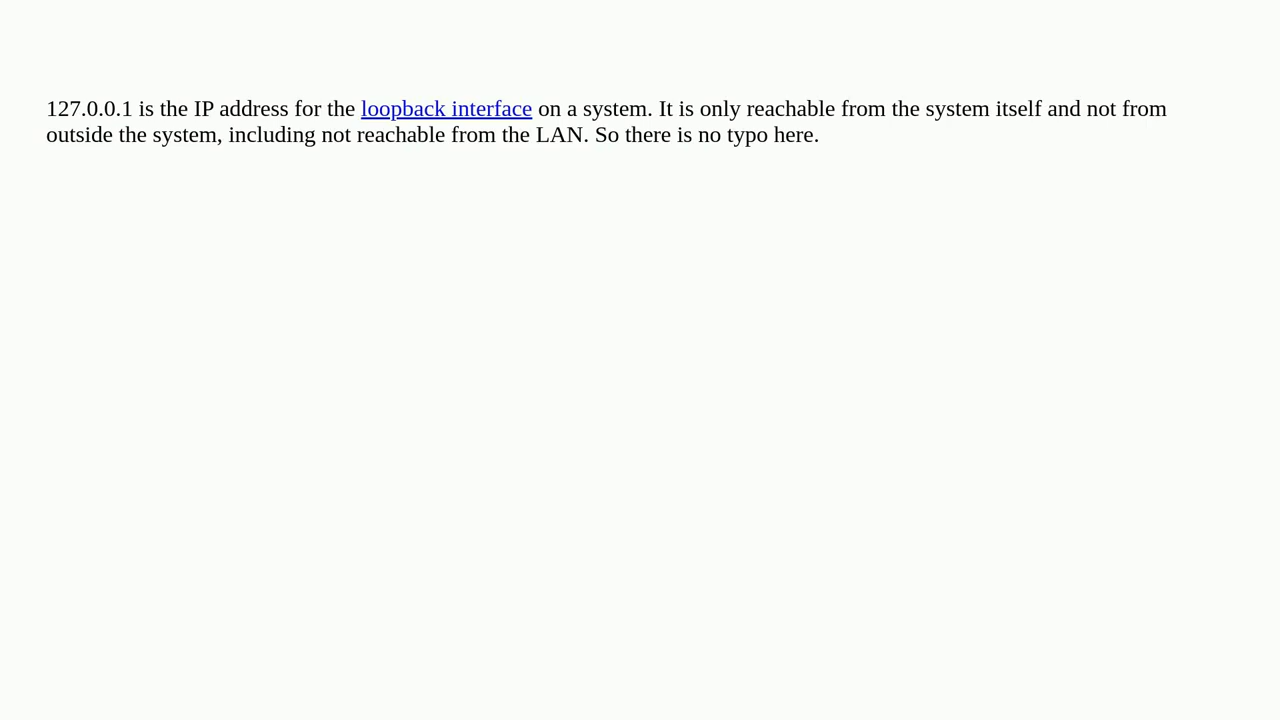 127.0.0.1 is the IP address for the loopback interface on a system. It is only reachable from the system itself and not from
outside the system, including not reachable from the LAN. So there is no typo here.